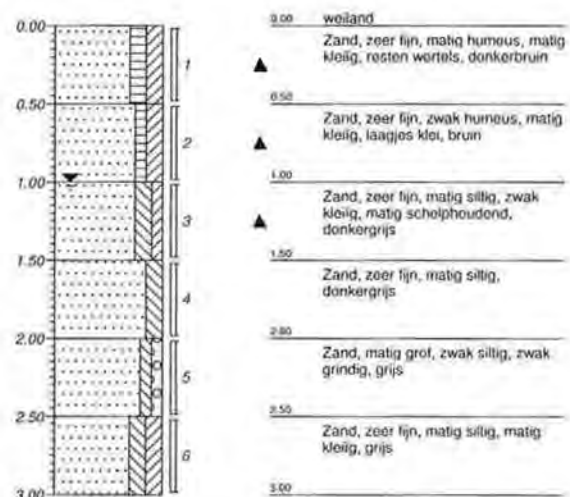 0.00
0.50
1.00
1.50
2.00
2.50
3.00
1
2
3
4
5
6
0.00 weiland
Zand, zeer fijn, matig humeus, matig
kleiïg, resten wortels, donkerbruin
0.50
Zand, zeer fijn, zwak humeus, matig
kleiïg, laagjes klei, bruin
1.00
Zand, zeer fijn, matig siltig, zwak
kleiïg, matig schelphoudend,
donkergrijs
1.50
Zand, zeer fijn, matig siltig,
donkergrijs
2.00
Zand, matig grof, zwak siltig, zwak
grindig, grijs
2.50
Zand, zeer fijn, matig siltig, matig
kleiïg, grijs
3.00